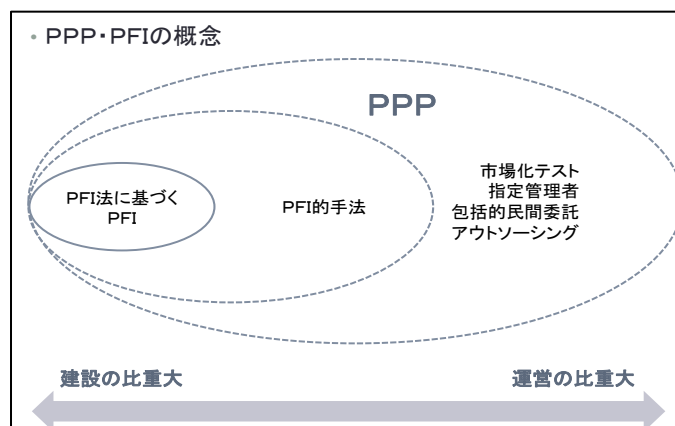 ・PPP・PFIの概念
PPP
PFI法に基づく
PFI
PFI的手法
市場化テスト
指定管理者
包括的民間委託
アウトソーシング
建設の比重大
運営の比重大